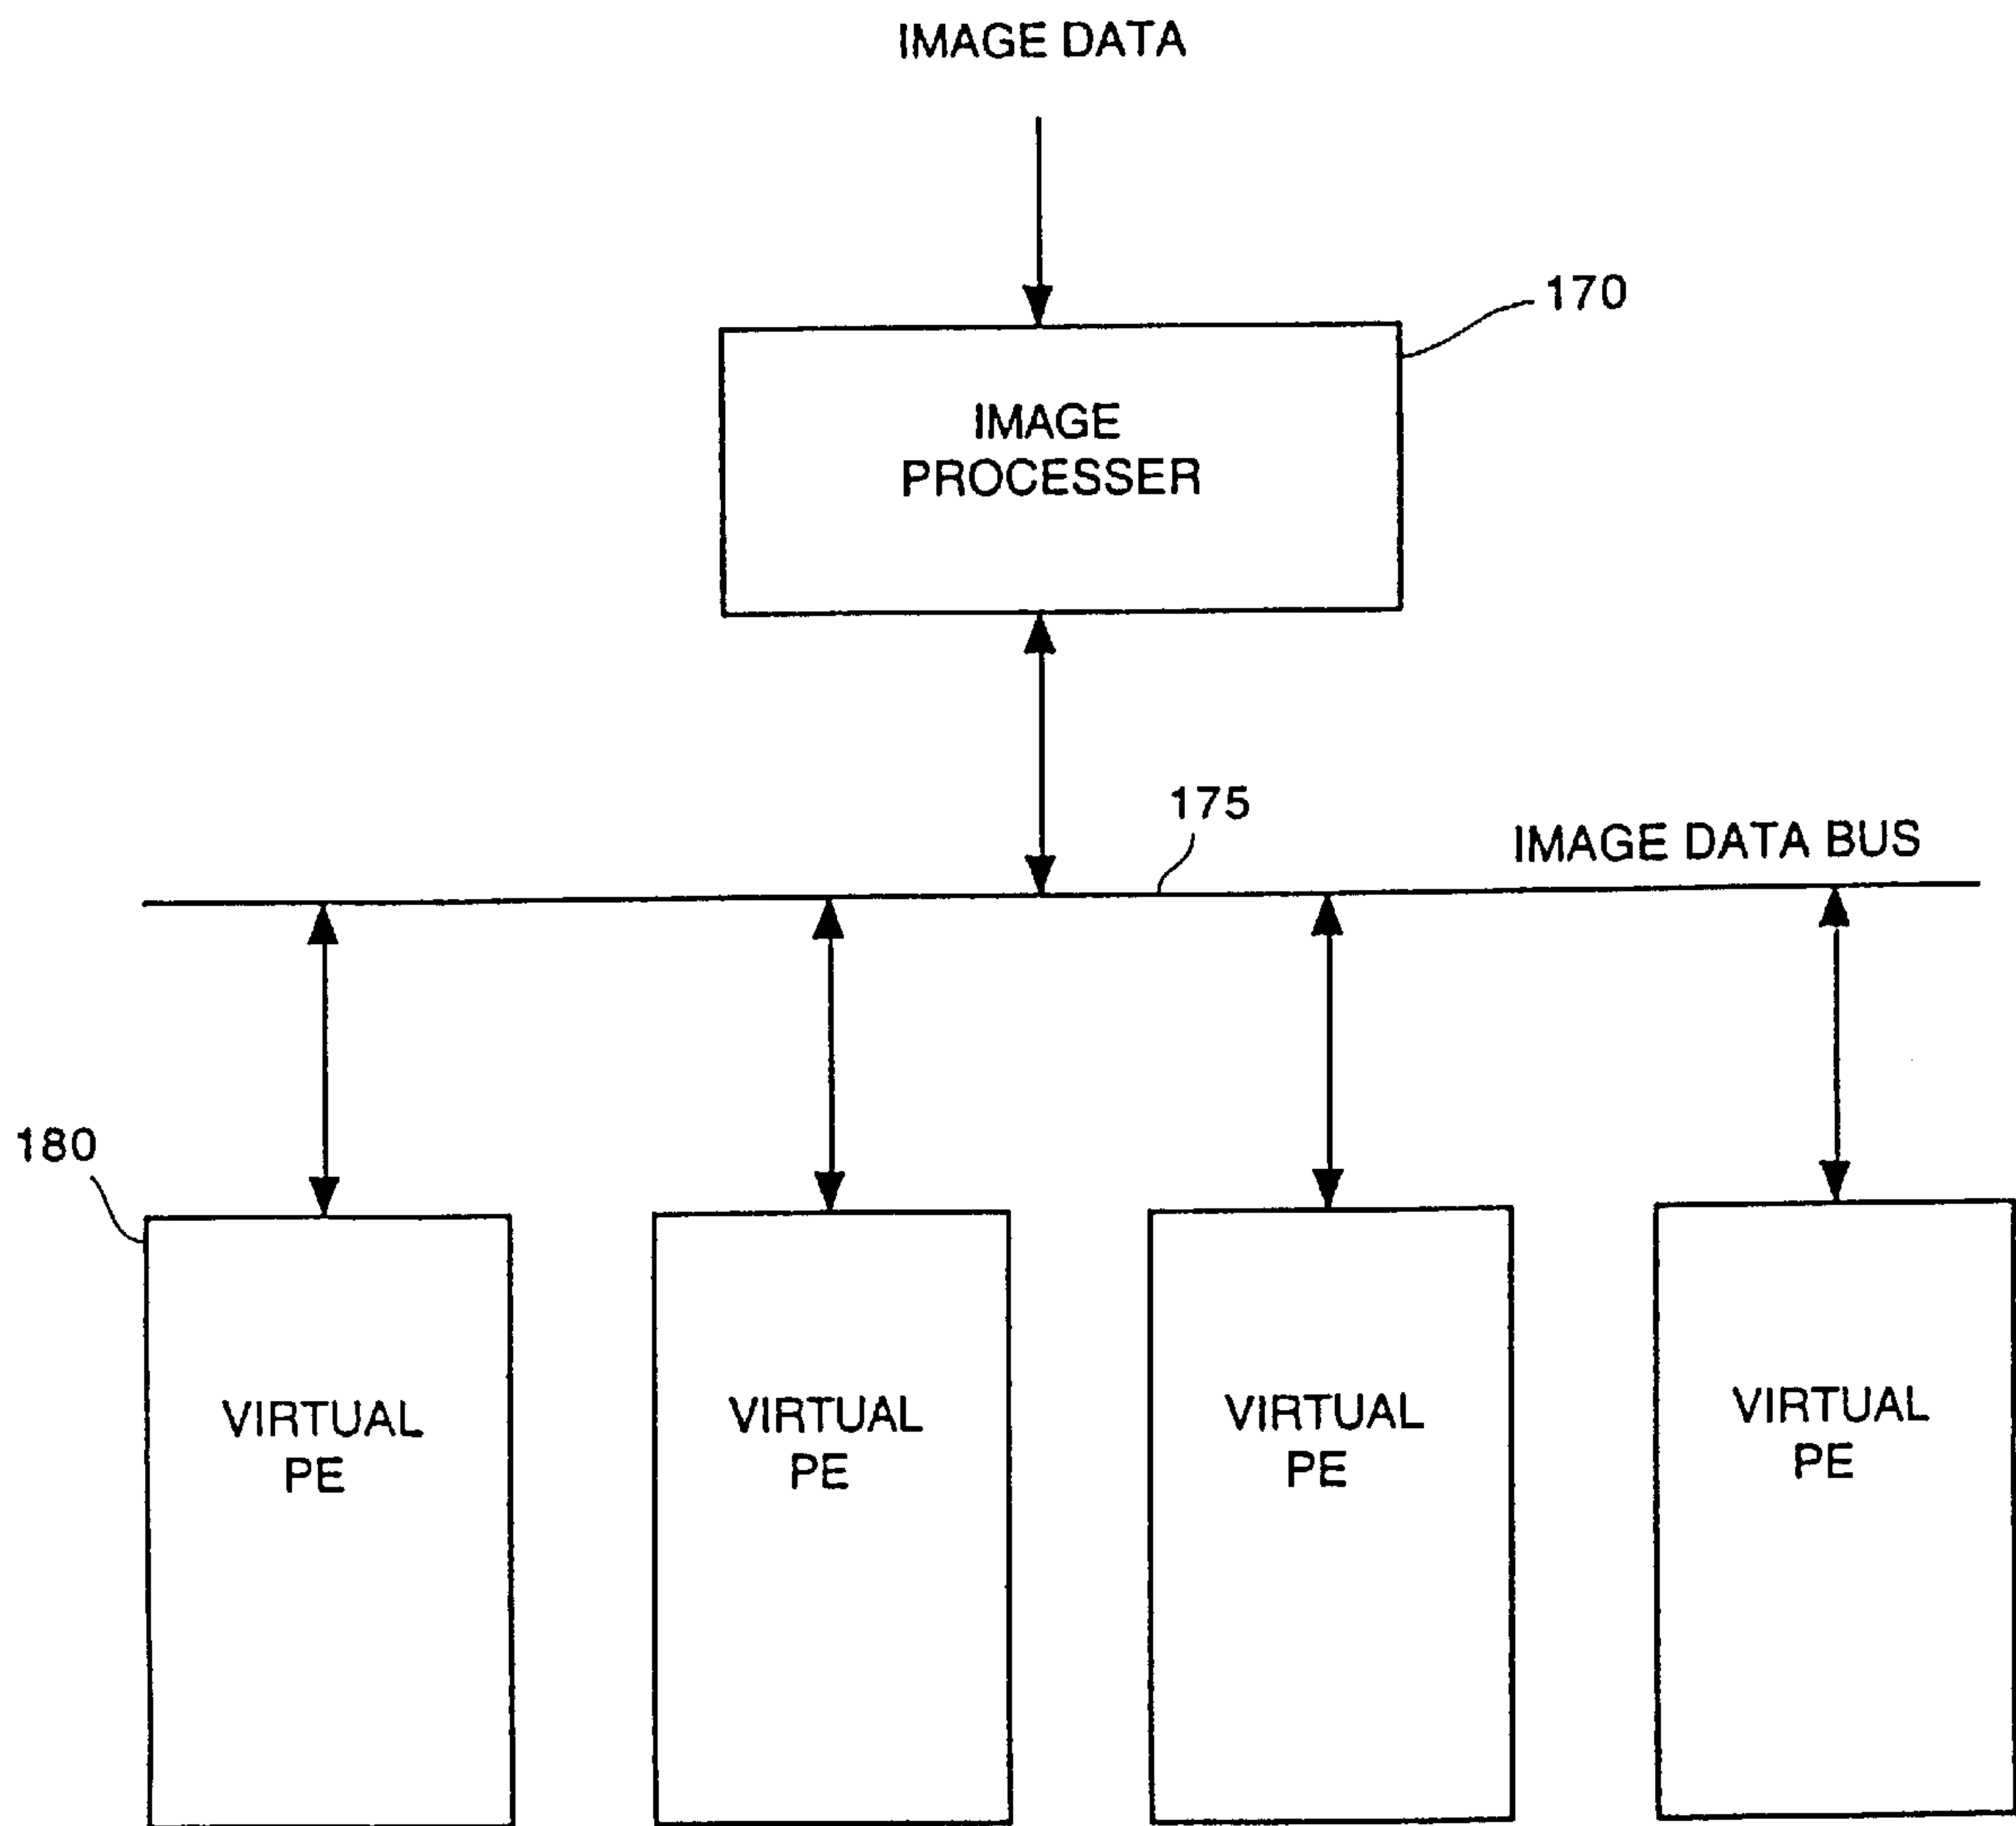 IMAGE DATA
170
IMAGE
PROCESSER
175
IMAGE DATA BUS
180
VIRTUAL
PE
VIRTUAL
PE
VIRTUAL
PE
VIRTUAL
PE